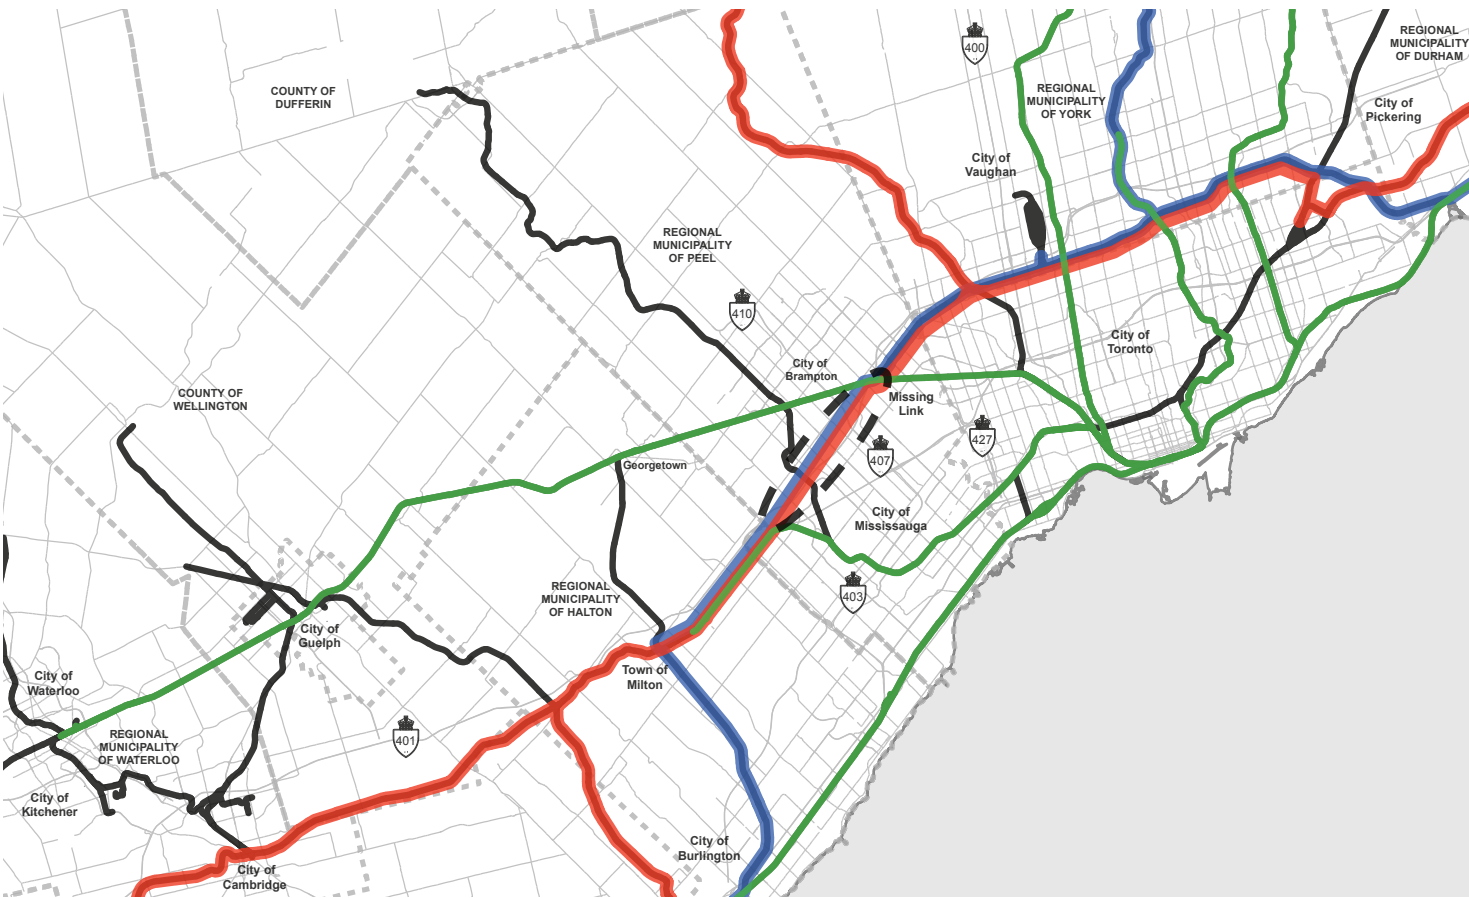 REGIONAL
MUNICIPALITY
OF DURHAM
400
COUNTY OF
DUFFERIN
REGIONAL
MUNICIPALITY
OF YORK
City of
Pickering
City of
Vaughan
REGIONAL
MUNICIPALITY
OF PEEL
410
City of
Toronto
City of
Brampton
COUNTY OF
WELLINGTON
Missing
Link
427
407
Georgetown
City of
Mississauga
REGIONAL
MUNICIPALITY
OF HALTON
403
City of
Guelph
Town of
Milton
City of
Waterloo
REGIONAL
MUNICIPALITY
OF WATERLOO
401
City of
Kitchener
City of
Burlington
City of
Cambridge